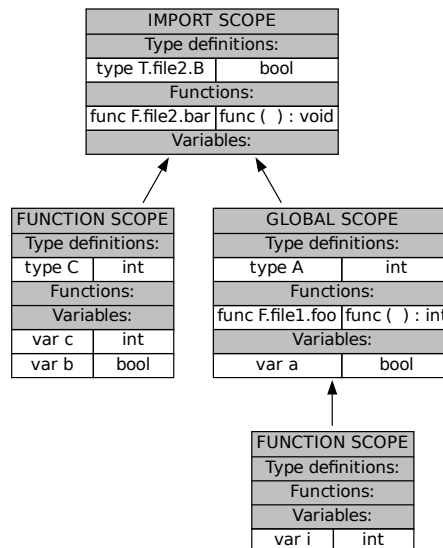 IMPORT SCOPE
Type definitions:
type T.file2.B bool
Functions:
func F.file2.bar func ( ) : void
Variables:
FUNCTION SCOPE
Type definitions:
type C int
Functions:
Variables:
var c int
var b bool
GLOBAL SCOPE
Type definitions:
type A int
Functions:
func F.file1.foo func ( ) : int
Variables:
var a bool
FUNCTION SCOPE
Type definitions:
Functions:
Variables:
var i int